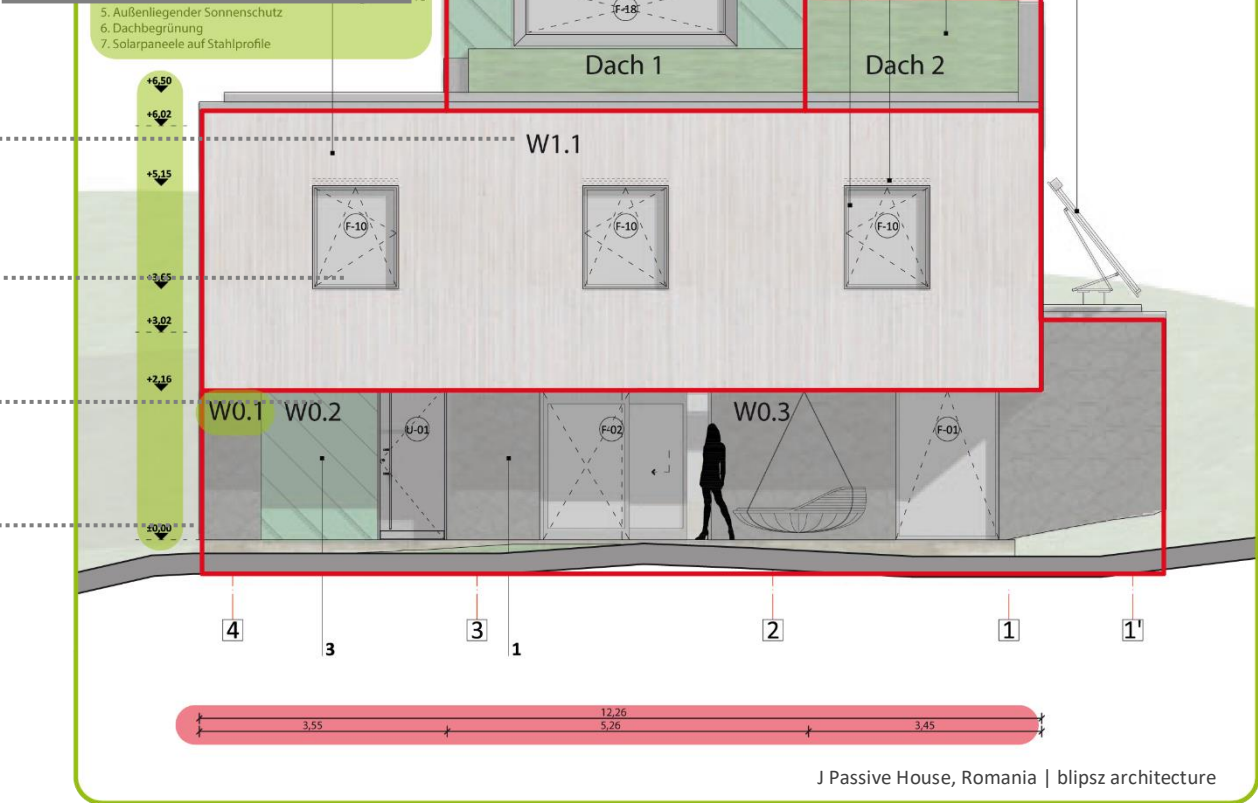 5. Außenliegender Sonnenschutz
6. Dachbegrünung
7. Solarpaneele auf Stahlprofile
F-18
Dach 1
Dach 2
+6,50
+6,02
W1.1
+5,15
F-10
F-10
F-10
+3,65
+3,02
+2,16
W0.1
W0.2
W0.3
U-01
F-02
F-01
±0,00
4
3
2
1
1'
3
1
12,26
3,55
5,26
3,45
J Passive House, Romania | blipsz architecture